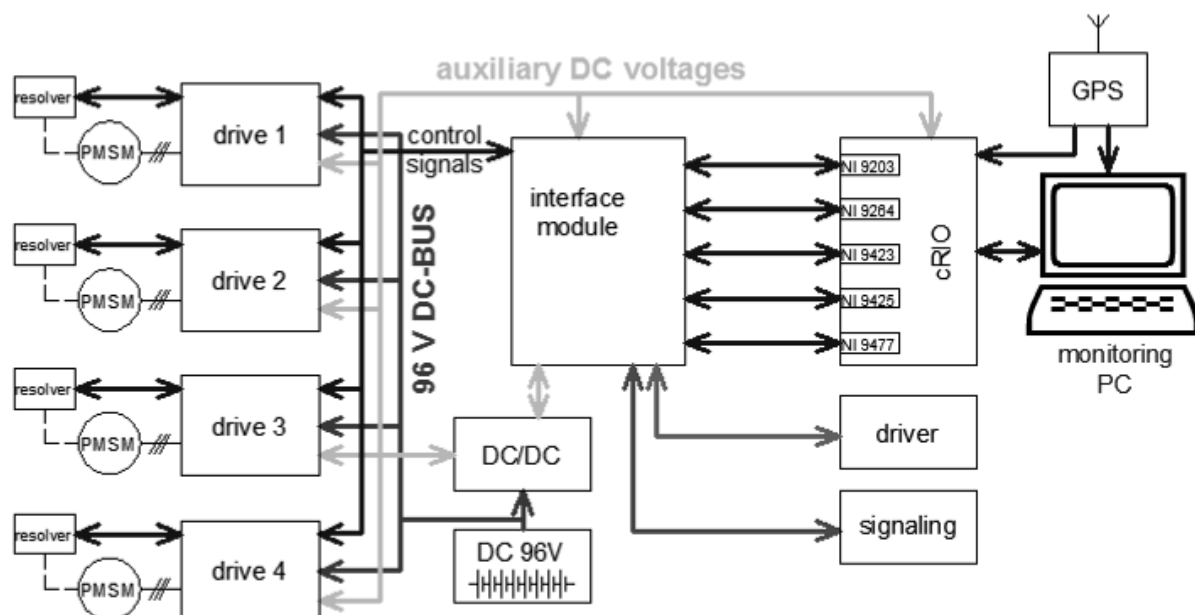 auxiliary DC voltages
GPS
resolver
drive 1
PMSM
control
signals
interface
module
NI 9203
NI 9264
NI 9423
NI 9425
NI 9477
cRIO
monitoring
PC
resolver
drive 2
PMSM
96 V DC-BUS
resolver
drive 3
PMSM
DC/DC
driver
resolver
drive 4
PMSM
DC 96V
signaling